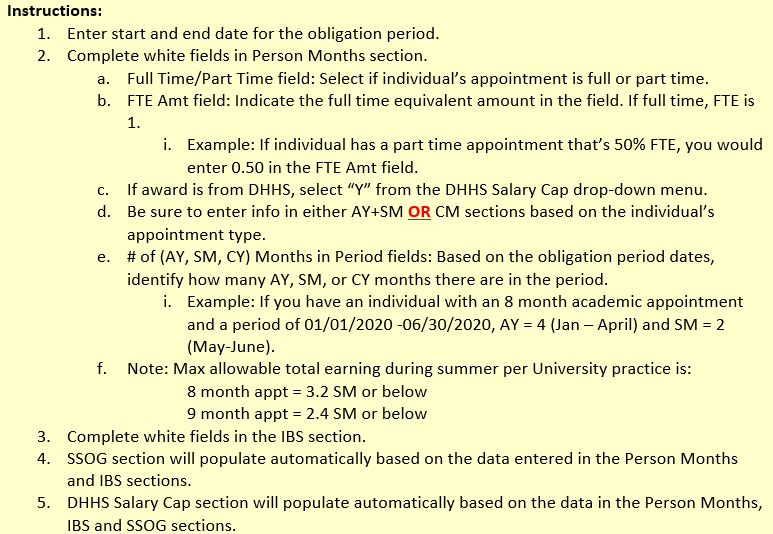 Instructions:
1. Enter start and end date for the obligation period.
2. Complete white fields in Person Months section.
a. Full Time/Part Time field: Select if individual's appointment is full or part time.
b. FTE Amt field: Indicate the full time equivalent amount in the field. If full time, FTE is
1.
i. Example: If individual has a part time appointment that's 50% FTE, you would
enter 0.50 in the FTE Amt field.
c. If award is from DHHS, select "Y" from the DHHS Salary Cap drop-down menu.
d. Be sure to enter info in either AY+SM OR CM sections based on the individual's
appointment type.
e. # of (AY, SM, CY) Months in Period fields: Based on the obligation period dates,
identify how many AY, SM, or CY months there are in the period.
i. Example: If you have an individual with an 8 month academic appointment
and a period of 01/01/2020 -06/30/2020, AY = 4 (Jan – April) and SM = 2
(May-June).
f. Note: Max allowable total earning during summer per University practice is:
8 month appt = 3.2 SM or below
9 month appt = 2.4 SM or below
3. Complete white fields in the IBS section.
4. SSOG section will populate automatically based on the data entered in the Person Months
and IBS sections.
5. DHHS Salary Cap section will populate automatically based on the data in the Person Months,
IBS and SSOG sections.